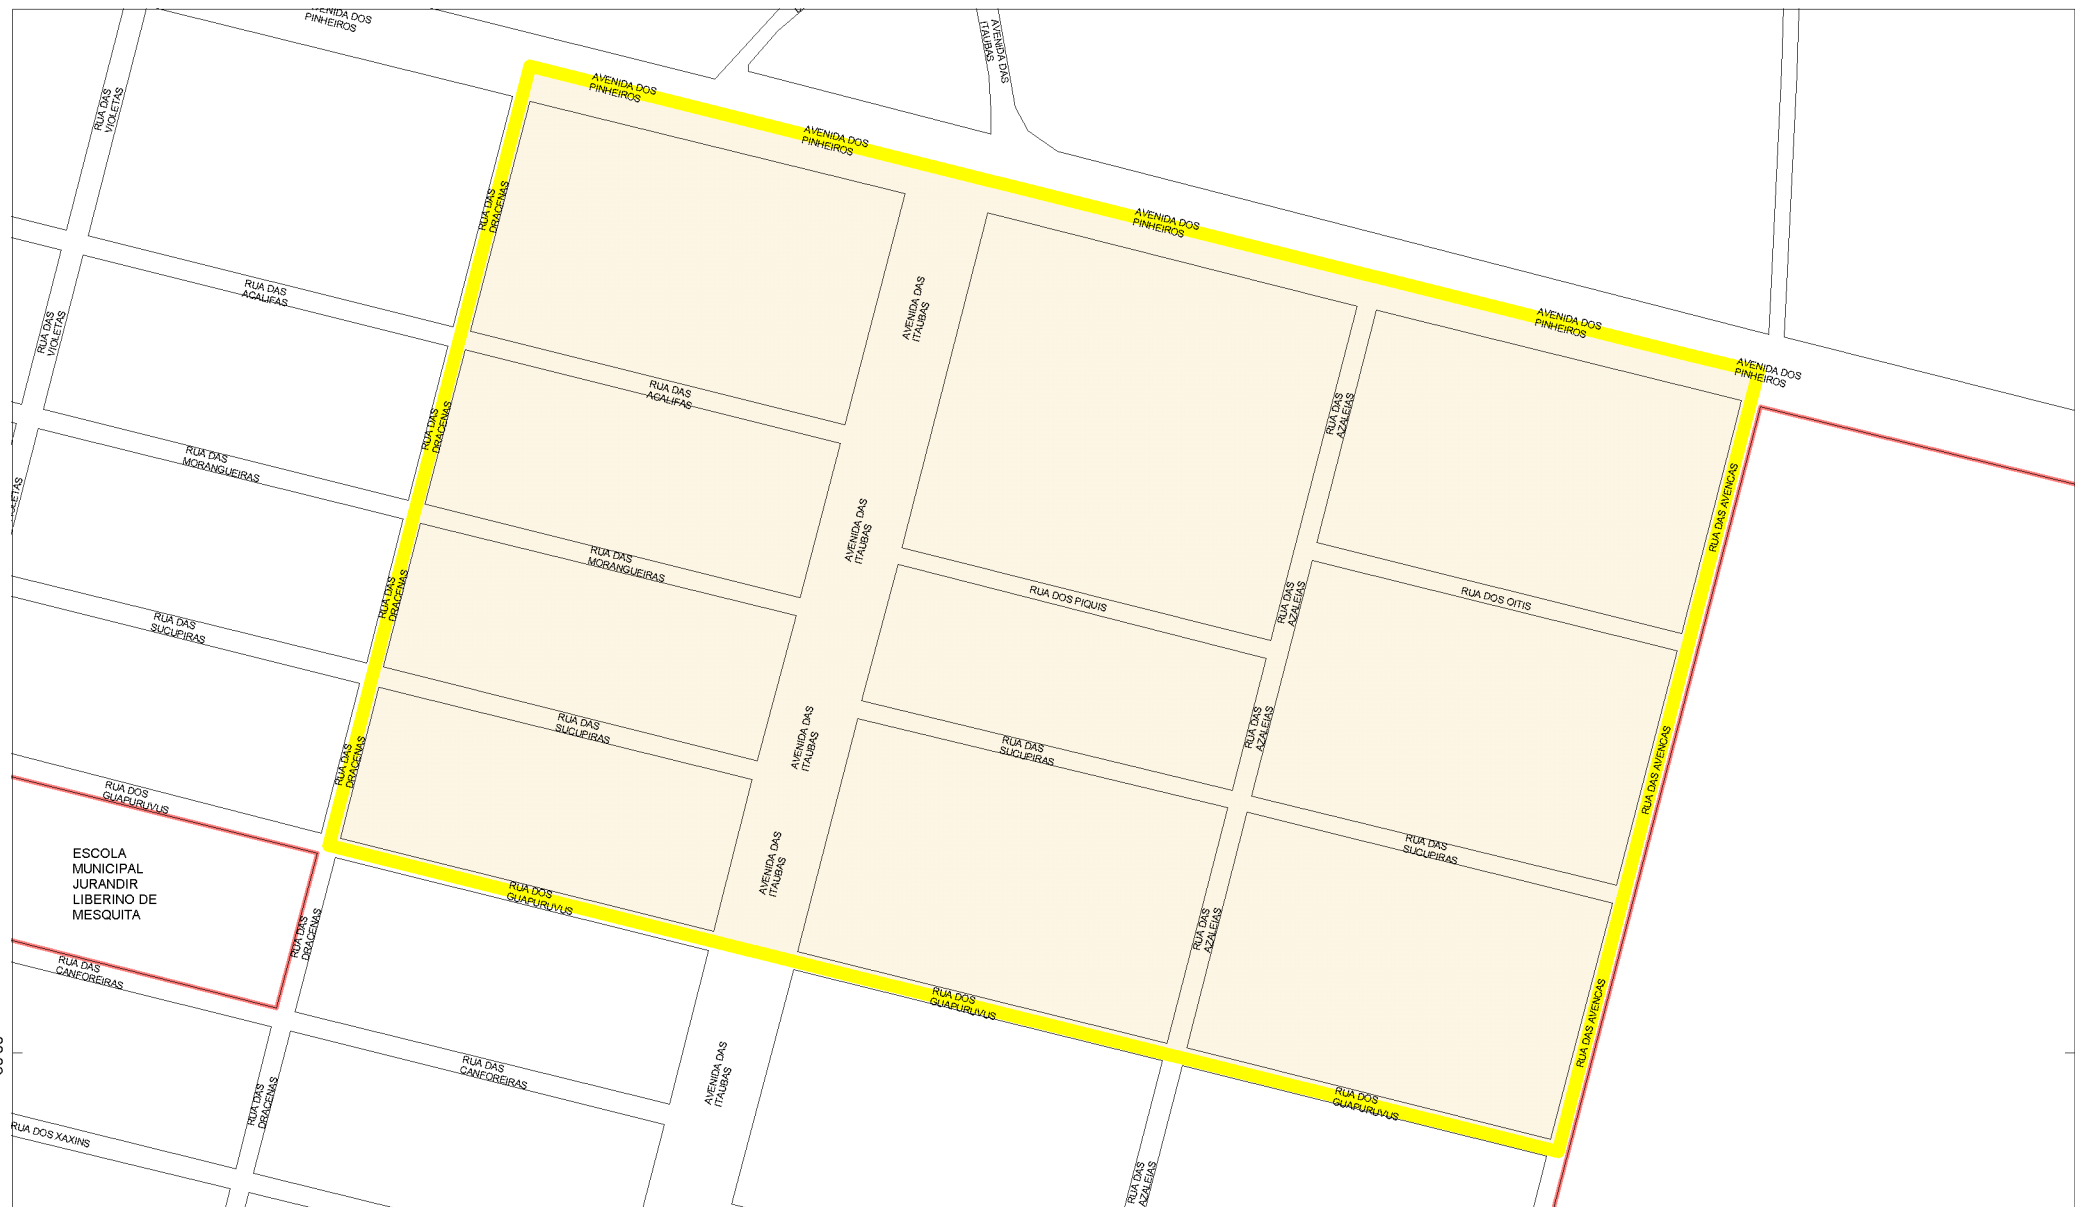 AVENIDA DOS
PINHEIROS
AVENIDA DAS
ITAUBAS
AVENIDA DOS
PINHEIROS
RUA DAS
VIOLETAS
AVENIDA DOS
PINHEIROS
RUA DAS
DRACENAS
AVENIDA DOS
PINHEIROS
RUA DAS
ACALIFAS
AVENIDA DAS
ITAUBAS
AVENIDA DOS
PINHEIROS
RUA DAS
VIOLETAS
AVENIDA DOS
PINHEIROS
RUA DAS
ACALIFAS
RUA DAS
AZALEIAS
RUA DAS
DRACENAS
RUA DAS
MORANGUEIRAS
RUA DAS AVENCAS
AVENIDA DAS
ITAUBAS
RUA DAS
MORANGUEIRAS
RUA DAS
DRACENAS
RUA DOS PIQUIS
RUA DAS
AZALEIAS
RUA DOS OITIS
RUA DAS
SUCUPIRAS
RUA DAS
SUCUPIRAS
AVENIDA DAS
ITAUBAS
RUA DAS
SUCUPIRAS
RUA DAS
AZALEIAS
RUA DAS
DRACENAS
RUA DAS AVENCAS
RUA DOS
GUAPURUVUS
RUA DAS
SUCUPIRAS
ESCOLA
MUNICIPAL
JURANDIR
LIBERINO DE
MESQUITA
AVENIDA DAS
ITAUBAS
RUA DOS
GUAPURUVUS
RUA DAS
DRACENAS
RUA DAS
AZALEIAS
RUA DAS
CANFOREIRAS
RUA DOS
GUAPURUVUS
RUA DAS AVENCAS
RUA DAS
CANFOREIRAS
AVENIDA DAS
ITAUBAS
RUA DAS
DRACENAS
RUA DOS
GUAPURUVUS
RUA DOS XAXINS
RUA DAS
AZALEIAS